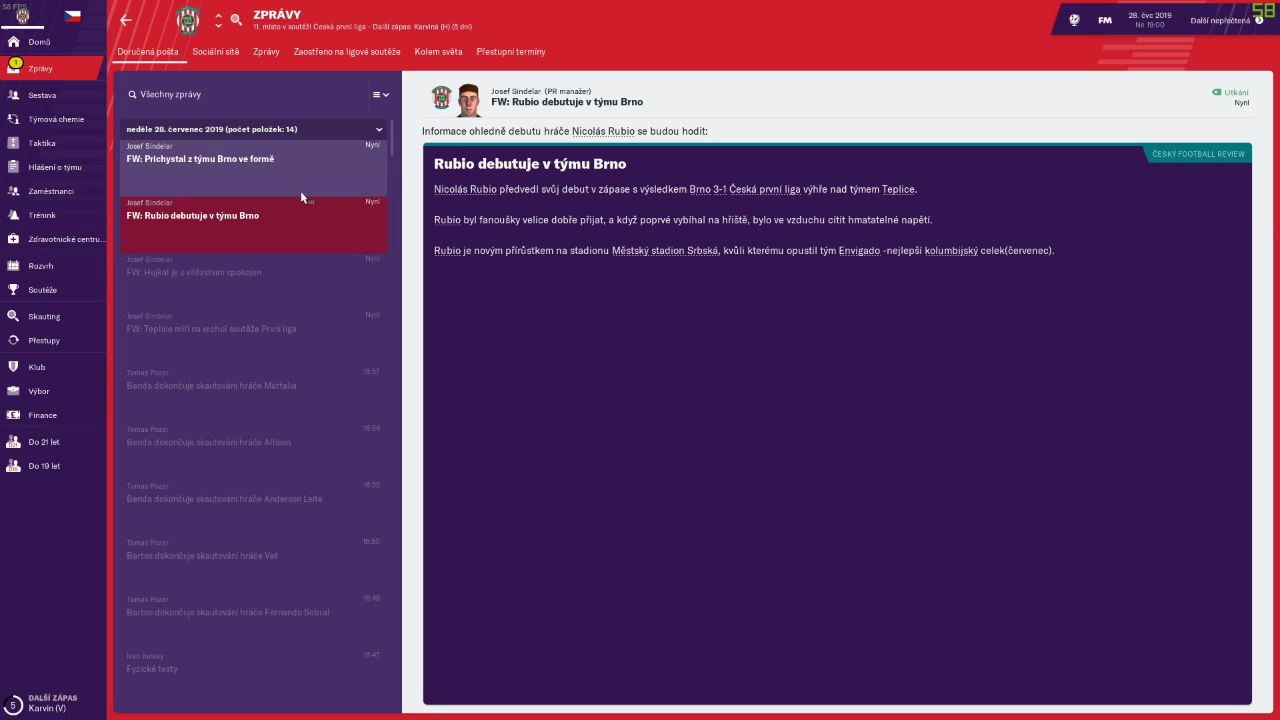 58 FPS
Domů
Zprávy
1
Sestava
Týmová chemie
Taktika
Hlášení o týmu
Zaměstnanci
Trénink
Zdravotnické centru...
Rozvrh
Soutěže
Skauting
Přestupy
Klub
Výbor
Finance
Do 21 let
Do 19 let
5
DALŠÍ ZÁPAS
Karvin (V)
ZPRÁVY
11. místo v soutěži Česká první liga - Další zápas: Karviná (H) (5 dní)
FM
28. čvc 2019
Ne 19:00
Další nepřečtená
58
Doručená pošta
Sociální sítě
Zprávy
Zaostřeno na ligové soutěže
Kolem světa
Přestupní termíny
Všechny zprávy
neděle 28. červenec 2019 (počet položek: 14)
Josef Sindelar
Nyní
FW: Prichystal z týmu Brno ve formě
Josef Sindelar
Nyní
FW: Rubio debutuje v týmu Brno
Josef Sindelar
Nyní
FW: Hejkal je s vítězstvím spokojen
Josef Sindelar
Nyní
FW: Teplice míří na vrchol soutěže První liga
Tomas Pozar
18:57
Benda dokončuje skautování hráče Mattalia
Tomas Pozar
18:54
Benda dokončuje skautování hráče Allison
Tomas Pozar
18:52
Benda dokončuje skautování hráče Anderson Leite
Tomas Pozar
18:50
Bartos dokončuje skautování hráče Vet
Tomas Pozar
18:48
Bartos dokončuje skautování hráče Fernando Sobral
Ivan Jansky
18:47
Fyzické testy
Josef Sindelar (PR manažer)
FW: Rubio debutuje v týmu Brno
Utkání
Nyní
Informace ohledně debutu hráče Nicolás Rubio se budou hodit:
ČESKÝ FOOTBALL REVIEW
Rubio debutuje v týmu Brno
Nicolás Rubio předvedl svůj debut v zápase s výsledkem Brno 3-1 Česká první liga výhře nad týmem Teplice.
Rubio byl fanoušky velice dobře přijat, a když poprvé vybíhal na hřiště, bylo ve vzduchu cítit hmatatelné napětí.
Rubio je novým přírůstkem na stadionu Městský stadion Srbská, kvůli kterému opustil tým Envigado -nejlepší kolumbijský celek(červenec).